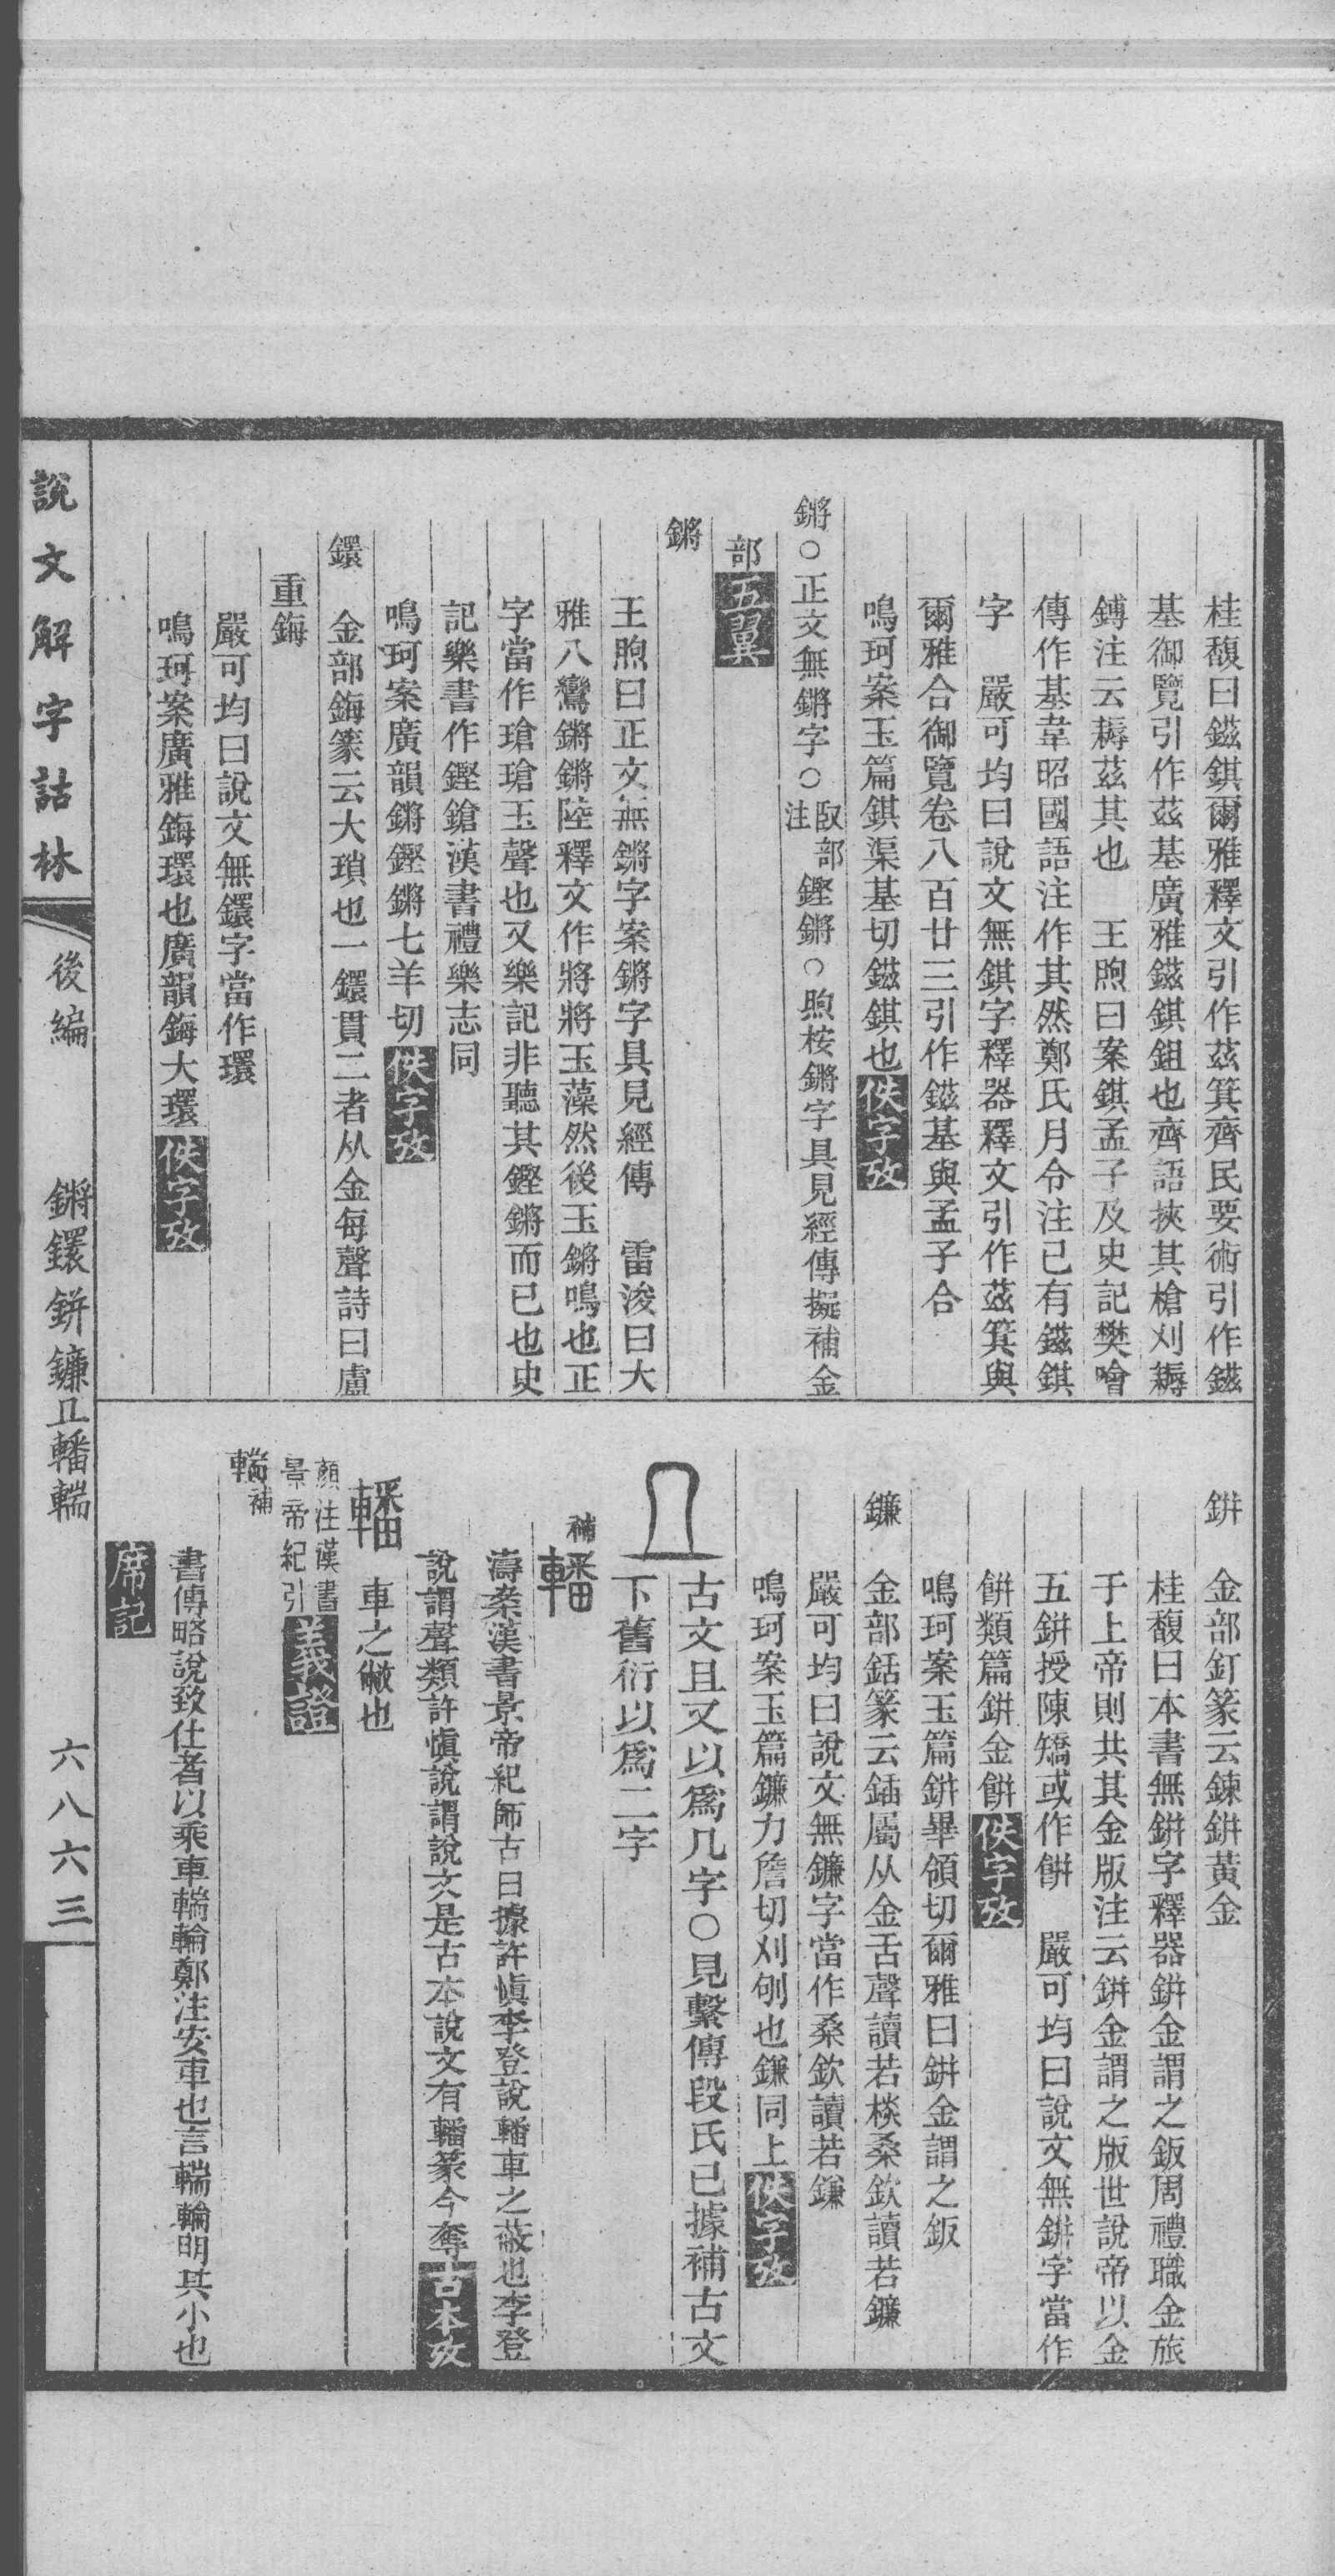 桂馥曰鎡錤爾雅釋文引作茲箕齊民要術引作鎡
基御覽引作茲基廣雅鎡錤鉏也齊語挾其槍刈耨
鎛注云耨茲其也　王煦曰案錤孟子及史記樊噲
傳作基韋昭國語注作其然鄭氏月令注已有鎡錤
字　嚴可均曰說文無錤字釋器釋文引作茲箕與
爾雅合御覽卷八百廿三引作鎡基與孟子合
鳴珂案玉篇錤渠基切鎡錤也佚字攷
鏘○正文無鏘字○臤部注鏗鏘○煦桉鏘字具見經傳擬補金
部五翼
鏘
王煦曰正文無鏘字案鏘字具見經傳　雷浚曰大
雅八鸞鏘鏘陸釋文作將將玉藻然後玉鏘鳴也正
字當作瑲瑲玉聲也又樂記非聽其鏗鏘而已也史
記樂書作鏗鎗漢書禮樂志同
鳴珂案廣韻鏘鏗鏘七羊切佚字攷
鐶　金部鋂篆云大瑣也一鐶貫二者从金每聲詩曰盧
重鋂
嚴可均曰說文無鐶字當作環
鳴珂案廣雅鋂環也廣韻鋂大環佚字攷
鉼　金部釘篆云鍊鉼黃金
桂馥曰本書無鉼字釋器鉼金謂之鈑周禮職金旅
于上帝則共其金版注云鉼金謂之版世說帝以金
五鉼授陳矯或作餅　嚴可均曰說文無鉼字當作
餠類篇鉼金餅佚字攷
鳴珂案玉篇鉼畢領切爾雅曰鉼金謂之鈑
鐮　金部銛篆云鍤屬从金舌聲讀若棪桑欽讀若鐮
嚴可均曰說文無鐮字當作桑欽讀若鎌
鳴珂案玉篇鐮力詹切刈刎也鎌同上佚字攷
古文且又以爲几字○見繫傳段氏已據補古文
下舊衍以爲二字
補轓
濤案漢書景帝紀師古曰據許愼李登說轓車之蔽也李登
說謂聲類許愼說謂說文是古本說文有轓篆今奪古本攷
轓　車之蔽也
顏注漢書景帝紀引義證
輲補
書傳略說致仕者以乘車輲輪鄭注安車也言輲輪明其小也
席記
說文解字詁林　後編　鏘鐶鉼鐮且轓輲　六八六三